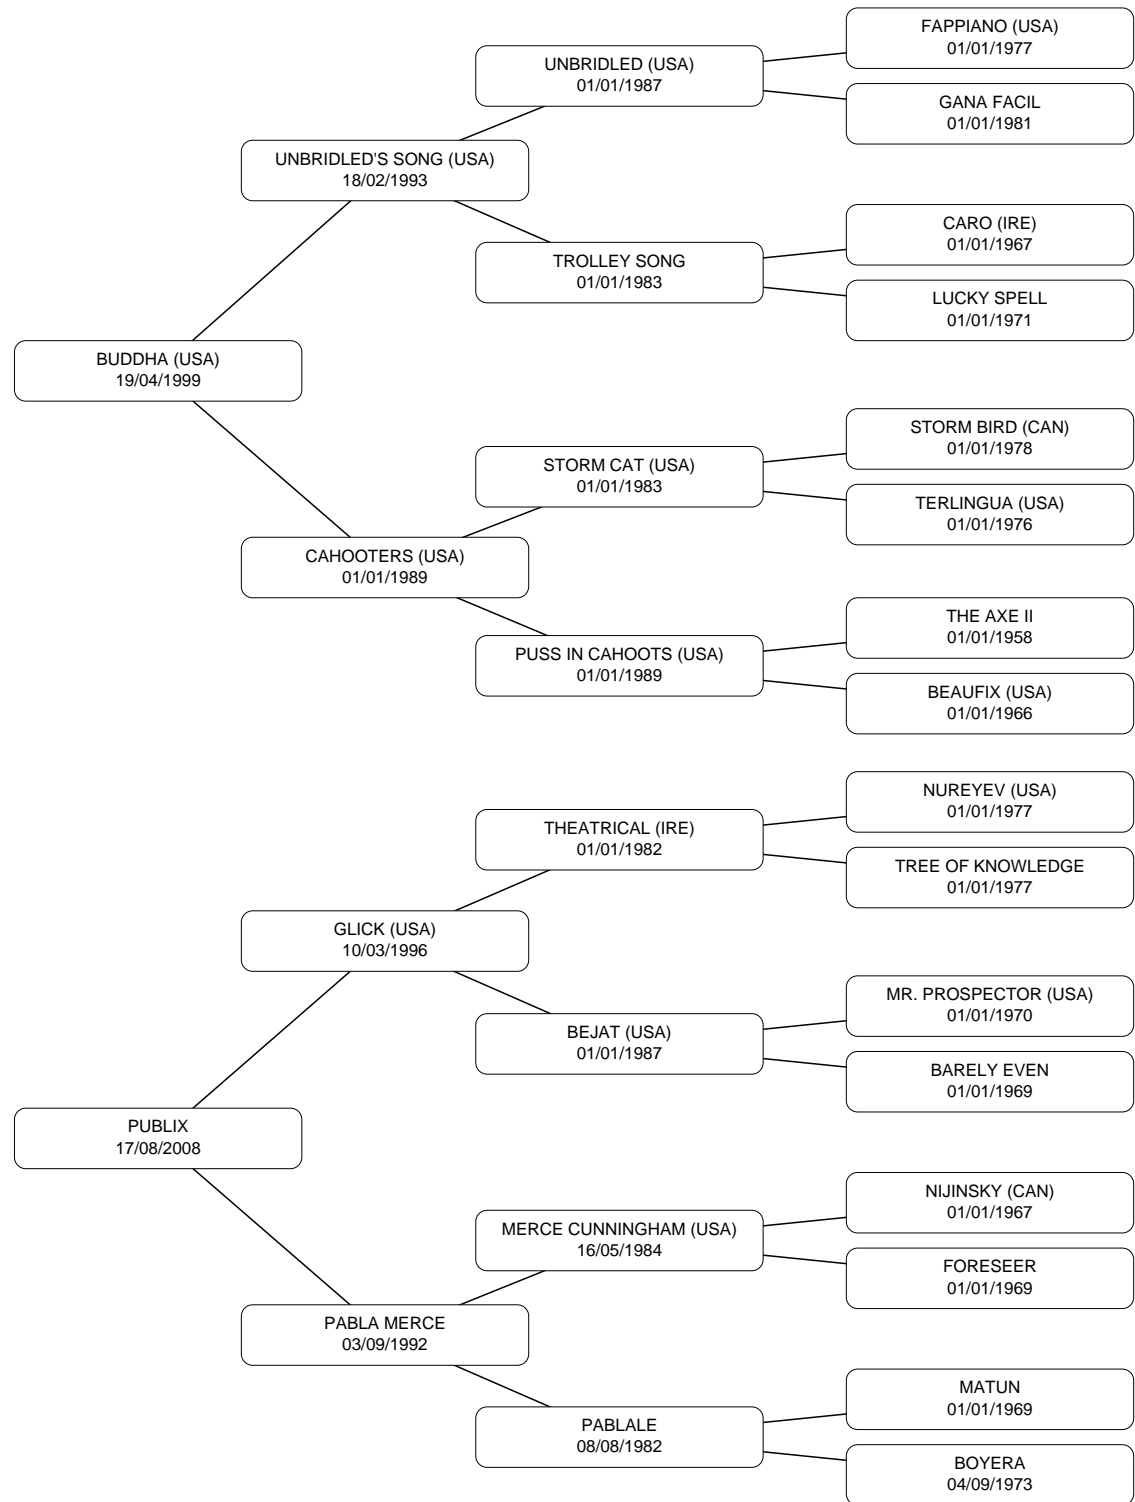 FAPPIANO (USA)
01/01/1977
UNBRIDLED (USA)
01/01/1987
GANA FACIL
01/01/1981
UNBRIDLED'S SONG (USA)
18/02/1993
CARO (IRE)
01/01/1967
TROLLEY SONG
01/01/1983
LUCKY SPELL
01/01/1971
BUDDHA (USA)
19/04/1999
STORM BIRD (CAN)
01/01/1978
STORM CAT (USA)
01/01/1983
TERLINGUA (USA)
01/01/1976
CAHOOTERS (USA)
01/01/1989
THE AXE II
01/01/1958
PUSS IN CAHOOTS (USA)
01/01/1989
BEAUFIX (USA)
01/01/1966
NUREYEV (USA)
01/01/1977
THEATRICAL (IRE)
01/01/1982
TREE OF KNOWLEDGE
01/01/1977
GLICK (USA)
10/03/1996
MR. PROSPECTOR (USA)
01/01/1970
BEJAT (USA)
01/01/1987
BARELY EVEN
01/01/1969
PUBLIX
17/08/2008
NIJINSKY (CAN)
01/01/1967
MERCE CUNNINGHAM (USA)
16/05/1984
FORESEER
01/01/1969
PABLA MERCE
03/09/1992
MATUN
01/01/1969
PABLALE
08/08/1982
BOYERA
04/09/1973